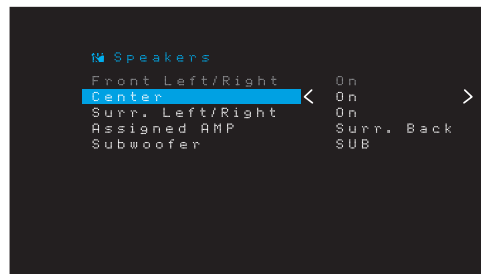 Speakers
Front Left/Right On
Center < On >
Surr. Left/Right On
Assigned AMP Surr. Back
Subwoofer SUB